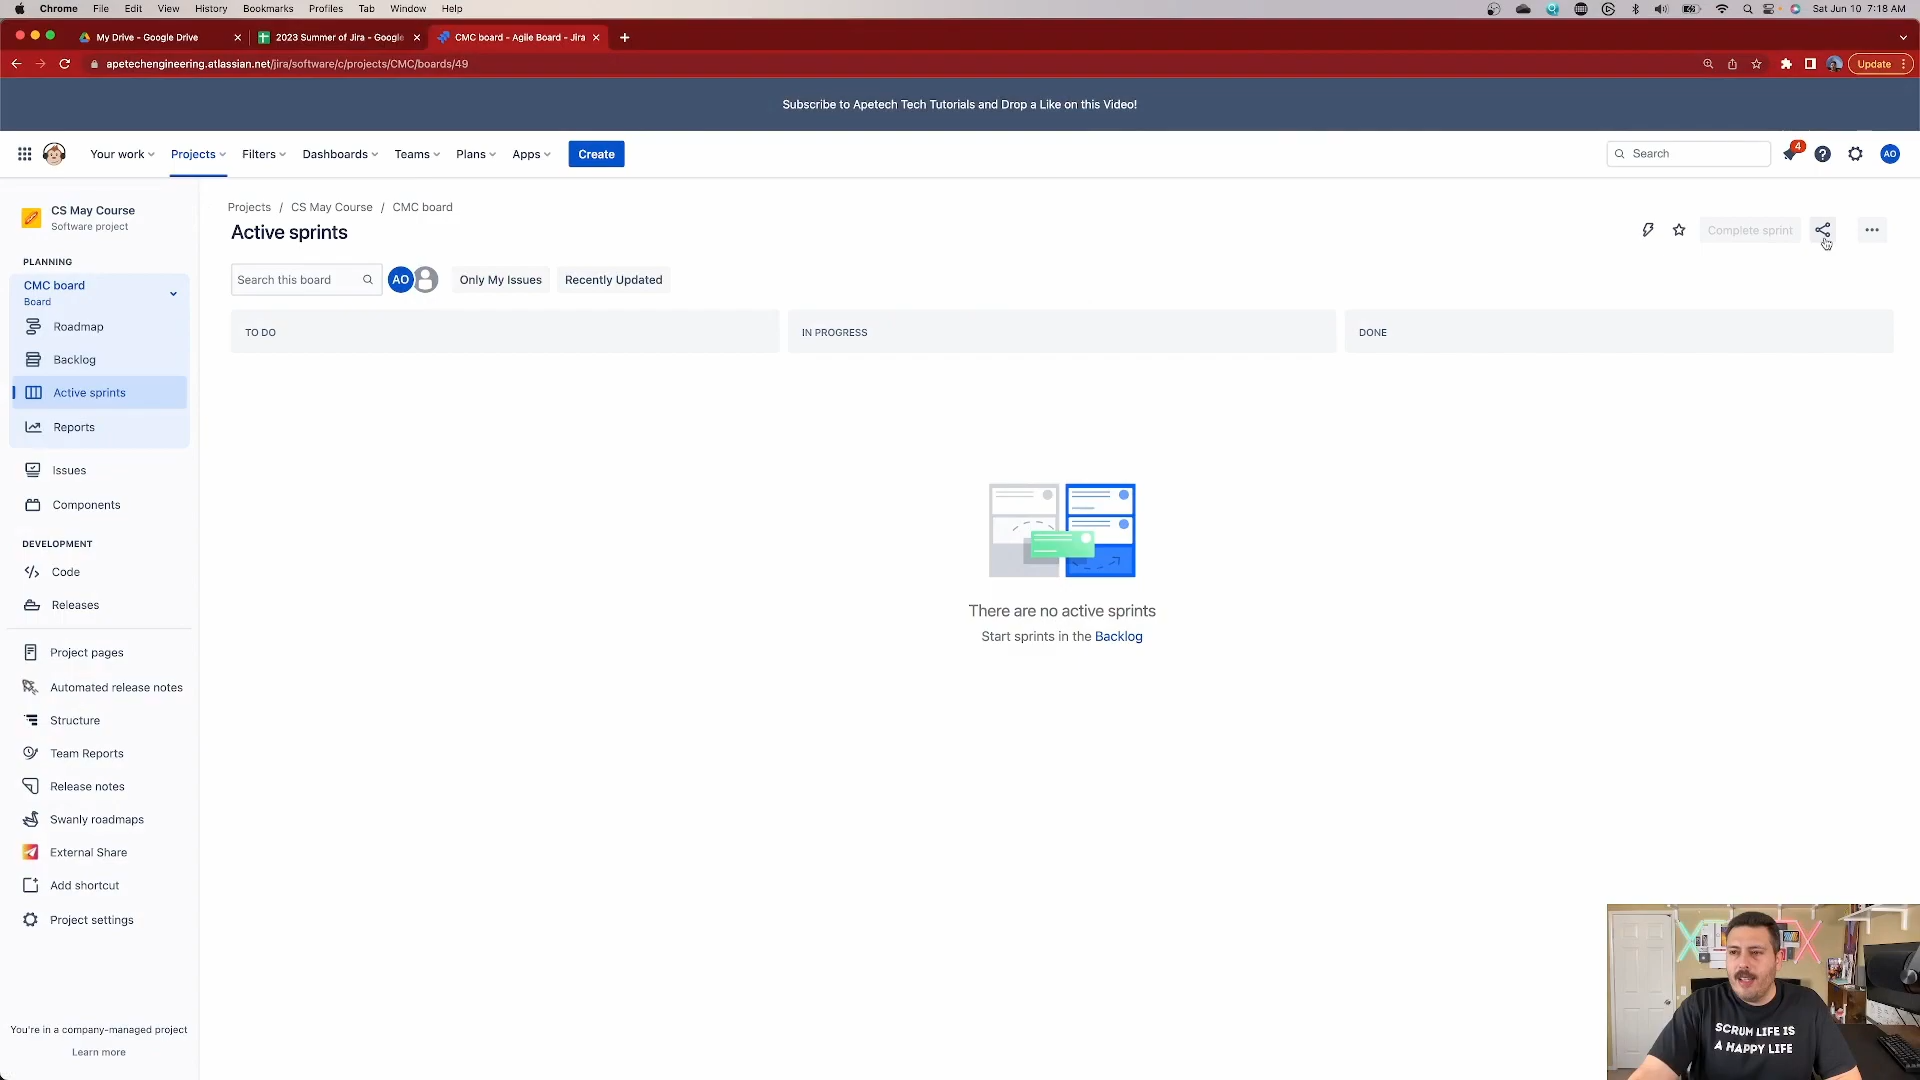 Chrome File Edit View History Bookmarks Profiles Tab Window Help Sat Jun 10 7:18 AM
My Drive - Google Drive 2023 Summer of Jira - Google CMC board - Agile Board - Jira
apetechengineering.atlassian.net/jira/software/c/projects/CMC/boards/49 Update
Subscribe to Apetech Tech Tutorials and Drop a Like on this Video!
Your work Projects Filters Dashboards Teams Plans Apps Create Search 4 AO
CS May Course
Software project
PLANNING
CMC board
Board
Roadmap
Backlog
Active sprints
Reports
Issues
Components
DEVELOPMENT
Code
Releases
Project pages
Automated release notes
Structure
Team Reports
Release notes
Swanly roadmaps
External Share
Add shortcut
Project settings
You're in a company-managed project
Learn more
Projects / CS May Course / CMC board
Active sprints
Complete sprint
Search this board AO Only My Issues Recently Updated
TO DO IN PROGRESS DONE
There are no active sprints
Start sprints in the Backlog
SCRUM LIFE IS
A HAPPY LIFE